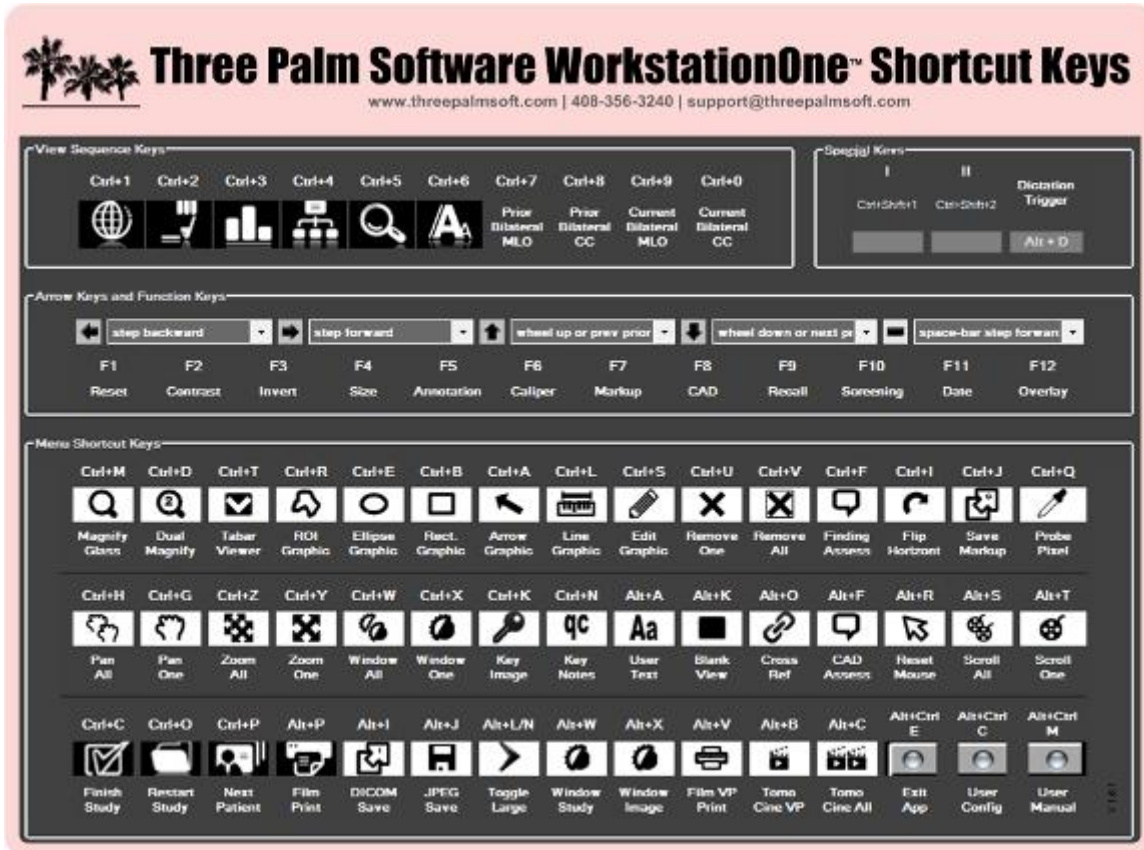 Three Palm Software WorkstationOne™ Shortcut Keys
www.threepalmsoft.com | 408-356-3240 | support@threepalmsoft.com
View Sequence Keys
Ctrl+1 Ctrl+2 Ctrl+3 Ctrl+4 Ctrl+5 Ctrl+6 Ctrl+7 Ctrl+8 Ctrl+9 Ctrl+0
Prior Prior Current Current
Bilateral Bilateral Bilateral Bilateral
MLO CC MLO CC
Special Keys
I II
Dictation
Trigger
Ctrl+Shift+1 Ctrl+Shift+2
Alt + D
Arrow Keys and Function Keys
step backward step forward wheel up or prev prior wheel down or next pr space-bar step forwan
F1 F2 F3 F4 F5 F6 F7 F8 F9 F10 F11 F12
Reset Contrast Invert Size Annotation Caliper Markup CAD Recall Screening Date Overlay
Menu Shortcut Keys
Ctrl+M Ctrl+D Ctrl+T Ctrl+R Ctrl+E Ctrl+B Ctrl+A Ctrl+L Ctrl+S Ctrl+U Ctrl+V Ctrl+F Ctrl+I Ctrl+J Ctrl+Q
2
Magnify Dual Tabar ROI Ellipse Rect. Arrow Line Edit Remove Remove Finding Flip Save Probe
Glass Magnify Viewer Graphic Graphic Graphic Graphic Graphic Graphic One All Assess Horizont Markup Pixel
Ctrl+H Ctrl+G Ctrl+Z Ctrl+Y Ctrl+W Ctrl+X Ctrl+K Ctrl+N Alt+A Alt+K Alt+O Alt+F Alt+R Alt+S Alt+T
qc Aa
Pan Pan Zoom Zoom Window Window Key Key User Blank Cross CAD Reset Scroll Scroll
All One All One All One Image Notes Text View Ref Assess Mouse All One
Ctrl+C Ctrl+O Ctrl+P Alt+P Alt+I Alt+J Alt+L/N Alt+W Alt+X Alt+V Alt+B Alt+C Alt+Ctrl Alt+Ctrl Alt+Ctrl
E C M
Finish Restart Next Film DICOM JPEG Toggle Window Window Film VP Tomo Tomo Exit User User
Study Study Patient Print Save Save Large Study Image Print Cine VP Cine All App Config Manual